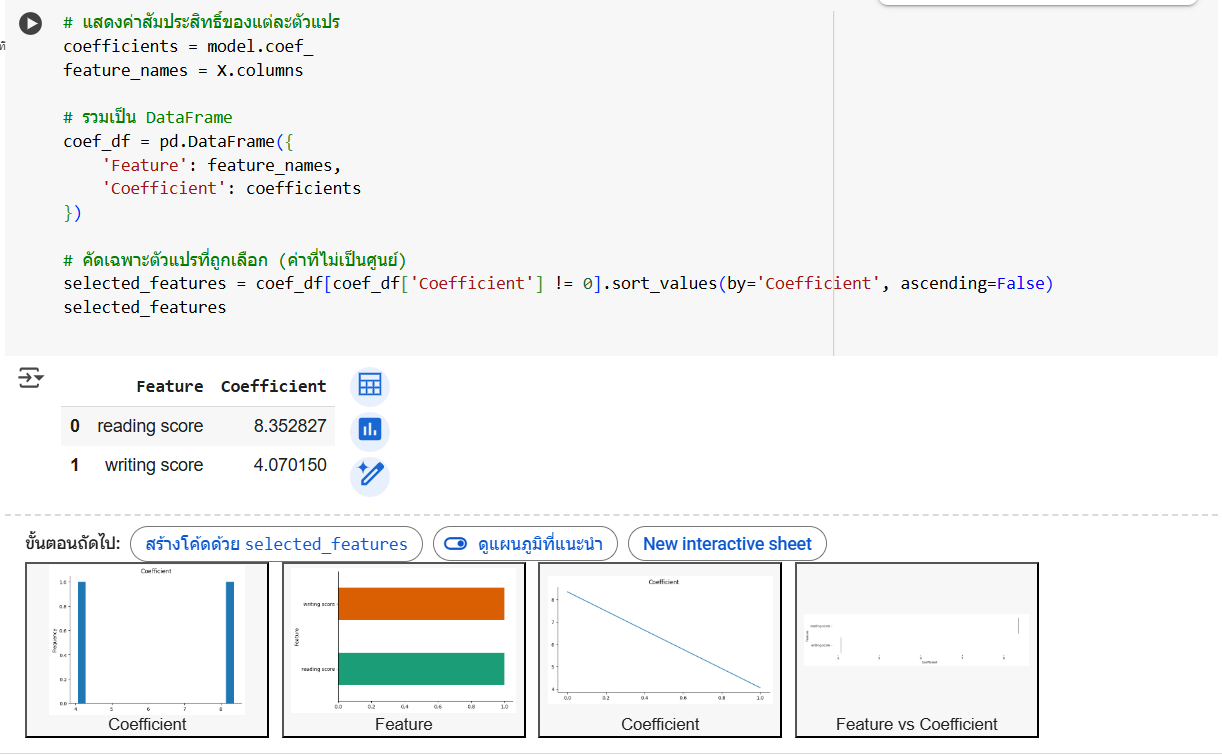 # แสดงค่าสัมประสิทธิ์ของแต่ละตัวแปร
coefficients = model.coef_
feature_names = X.columns
# รวมเป็น DataFrame
coef_df = pd.DataFrame({
'Feature': feature_names,
'Coefficient': coefficients
})
# คัดเฉพาะตัวแปรที่ถูกเลือก (ค่าที่ไม่เป็นศูนย์)
selected_features = coef_df[coef_df['Coefficient'] != 0].sort_values(by='Coefficient', ascending=False)
selected_features
Feature Coefficient
0 reading score 8.352827
1 writing score 4.070150
ขั้นตอนถัดไป: สร้างโค้ดด้วย selected_features ดูแผนภูมิที่แนะนำ New interactive sheet
Coefficient
Frequency
1.0
0.8
0.6
0.4
0.2
0.0
4 5 6 7 8
Coefficient
Feature
writing score
reading score
0.0 0.2 0.4 0.6 0.8 1.0
Feature
Coefficient
8
7
6
5
4
0.0 0.2 0.4 0.6 0.8 1.0
Coefficient
reading score
writing score
Feature vs Coefficient